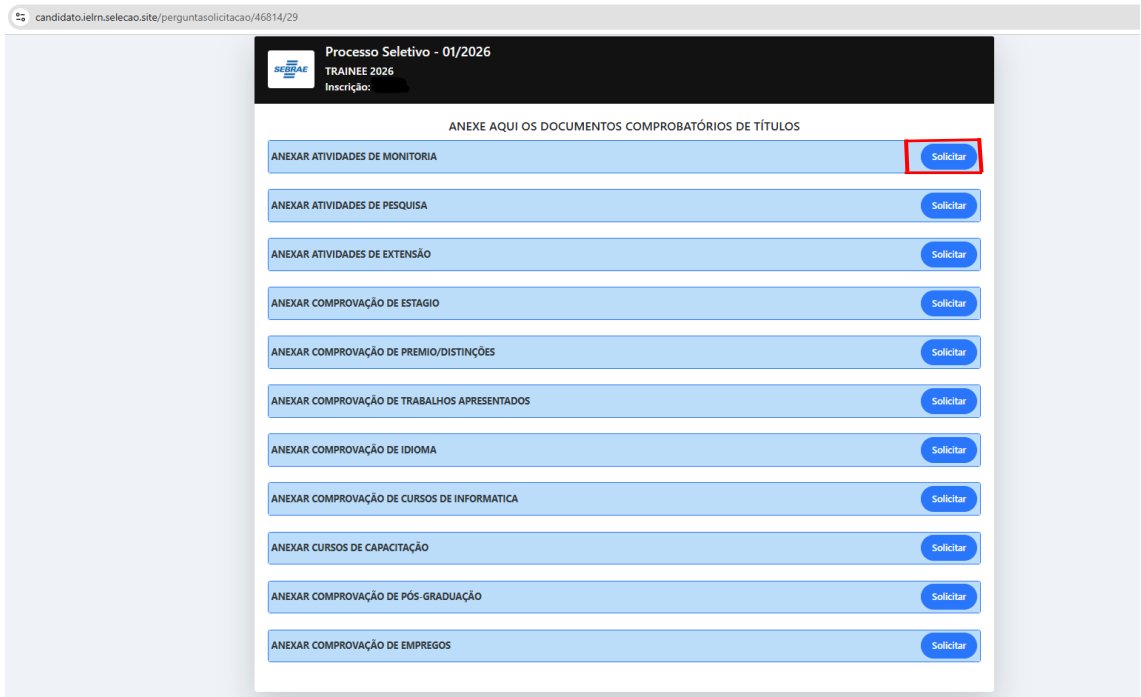 candidato.ielrn.selecao.site/perguntasolicitacao/46814/29
SEBRAE
Processo Seletivo - 01/2026
TRAINEE 2026
Inscrição:
ANEXE AQUI OS DOCUMENTOS COMPROBATÓRIOS DE TÍTULOS
ANEXAR ATIVIDADES DE MONITORIA Solicitar
ANEXAR ATIVIDADES DE PESQUISA Solicitar
ANEXAR ATIVIDADES DE EXTENSÃO Solicitar
ANEXAR COMPROVAÇÃO DE ESTAGIO Solicitar
ANEXAR COMPROVAÇÃO DE PREMIO/DISTINÇÕES Solicitar
ANEXAR COMPROVAÇÃO DE TRABALHOS APRESENTADOS Solicitar
ANEXAR COMPROVAÇÃO DE IDIOMA Solicitar
ANEXAR COMPROVAÇÃO DE CURSOS DE INFORMATICA Solicitar
ANEXAR CURSOS DE CAPACITAÇÃO Solicitar
ANEXAR COMPROVAÇÃO DE PÓS-GRADUAÇÃO Solicitar
ANEXAR COMPROVAÇÃO DE EMPREGOS Solicitar